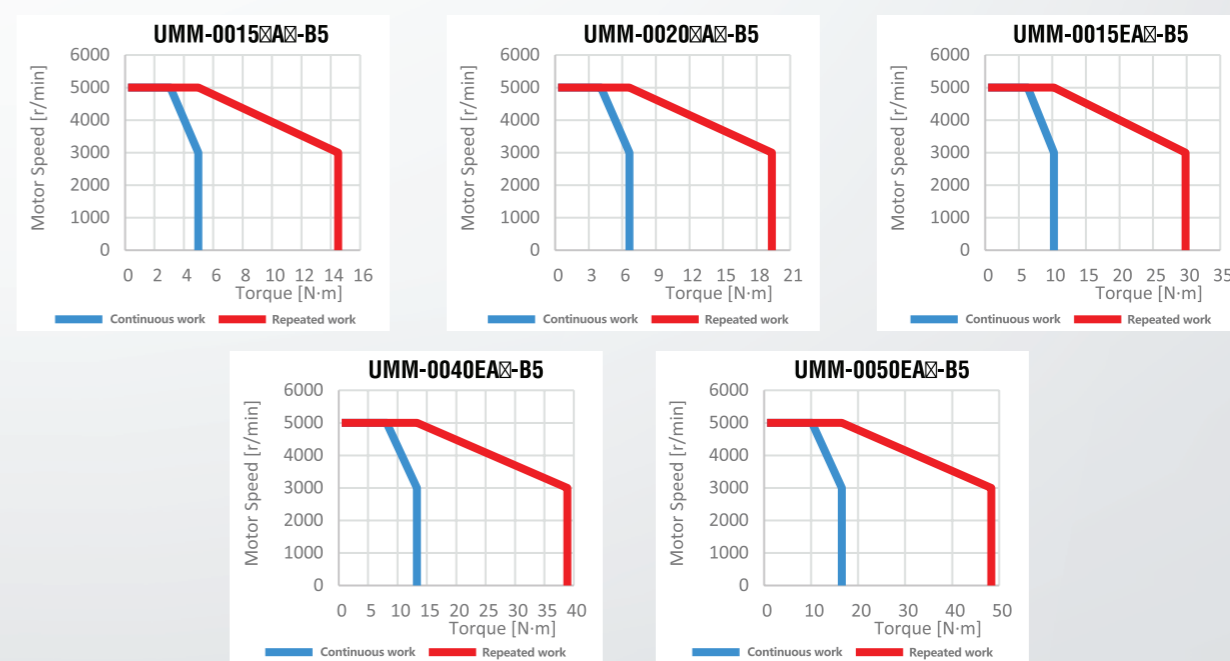 UMM-0015☒A☒-B5
6000
5000
4000
3000
2000
1000
0
Motor Speed [r/min]
0 2 4 6 8 10 12 14 16
Torque [N·m]
Continuous work Repeated work
UMM-0020☒A☒-B5
6000
5000
4000
3000
2000
1000
0
Motor Speed [r/min]
0 3 6 9 12 15 18 21
Torque [N·m]
Continuous work Repeated work
UMM-0015EA☒-B5
6000
5000
4000
3000
2000
1000
0
Motor Speed [r/min]
0 5 10 15 20 25 30 35
Torque [N·m]
Continuous work Repeated work
UMM-0040EA☒-B5
6000
5000
4000
3000
2000
1000
0
Motor Speed [r/min]
0 5 10 15 20 25 30 35 40
Torque [N·m]
Continuous work Repeated work
UMM-0050EA☒-B5
6000
5000
4000
3000
2000
1000
0
Motor Speed [r/min]
0 10 20 30 40 50
Torque [N·m]
Continuous work Repeated work